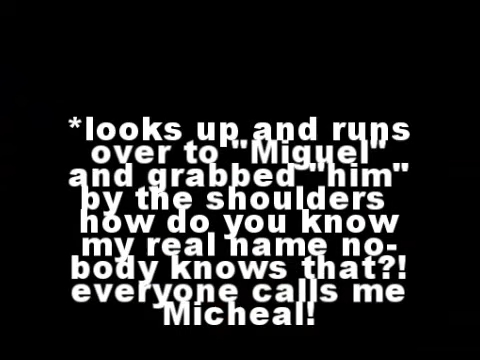 *looks up and runs
over to "Miguel"
and grabbed "him"
by the shoulders
how do you know
my real name no-
body knows that?!
everyone calls me
Micheal!